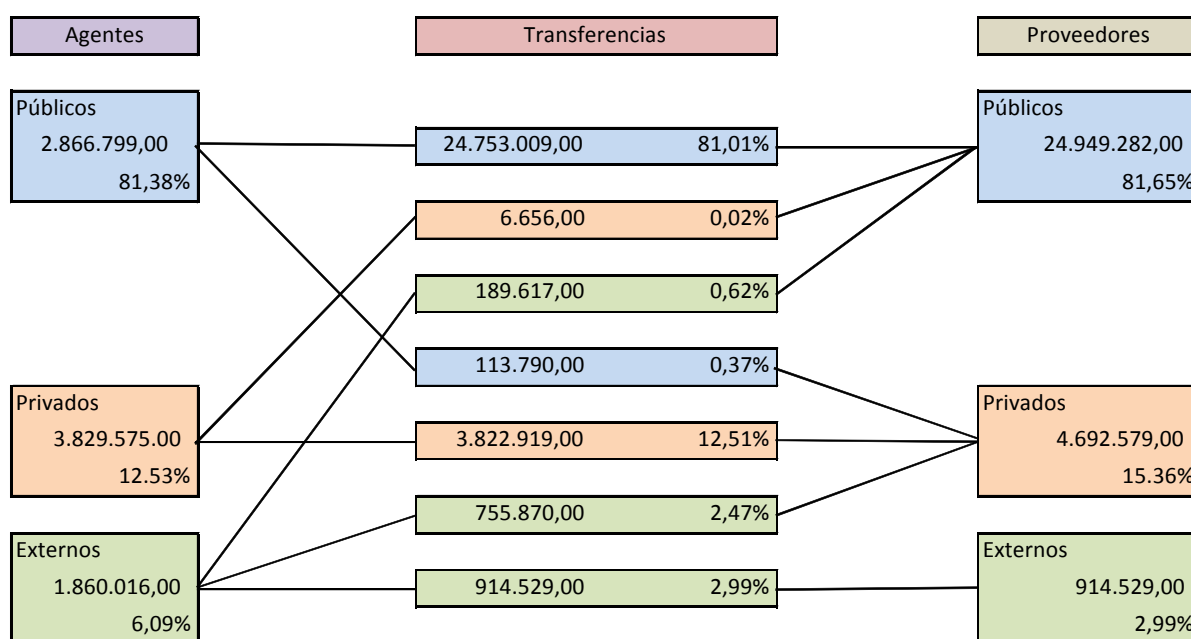 Agentes
Transferencias
Proveedores
Públicos
2.866.799,00
81,38%
24.753.009,00 81,01%
Públicos
24.949.282,00
81,65%
6.656,00 0,02%
189.617,00 0,62%
113.790,00 0,37%
Privados
3.829.575.00
12.53%
3.822.919,00 12,51%
Privados
4.692.579,00
15.36%
755.870,00 2,47%
Externos
1.860.016,00
6,09%
914.529,00 2,99%
Externos
914.529,00
2,99%